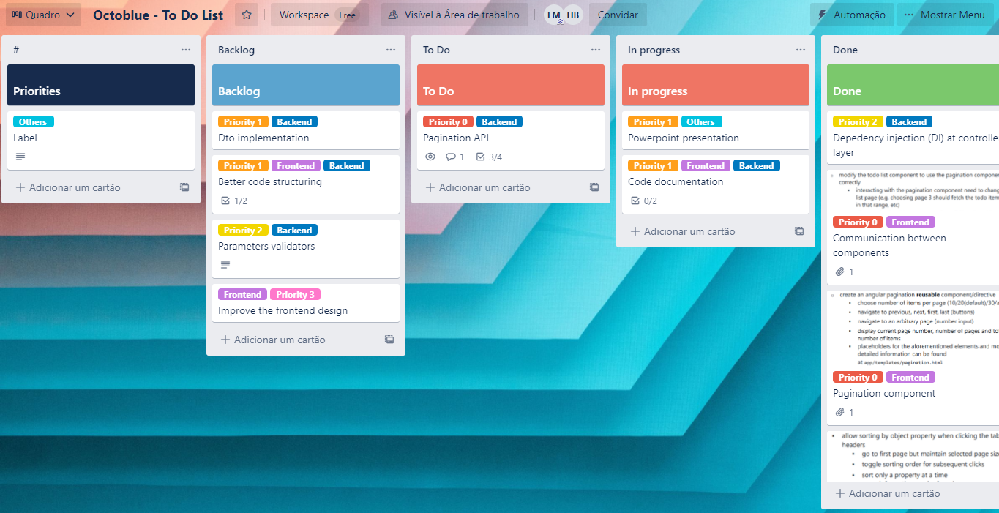 Quadro
Octoblue - To Do List
Workspace Free
Visível à Área de trabalho
EM HB
Convidar
Automação
Mostrar Menu
#
Priorities
Others
Label
Adicionar um cartão
Backlog
Backlog
Priority 1 Backend
Dto implementation
Priority 1 Frontend Backend
Better code structuring
1/2
Priority 2 Backend
Parameters validators
Frontend Priority 3
Improve the frontend design
Adicionar um cartão
To Do
To Do
Priority 0 Backend
Pagination API
1 3/4
Adicionar um cartão
In progress
In progress
Priority 1 Others
Powerpoint presentation
Priority 1 Frontend Backend
Code documentation
0/2
Adicionar um cartão
Done
Done
Priority 2 Backend
Depedency injection (DI) at controlle
layer
modify the todo list component to use the pagination componen
correctly
interacting with the pagination component need to chang
list page (e.g. choosing page 3 should fetch the todo item
in that range, etc)
Priority 0 Frontend
Communication between
components
1
create an angular pagination reusable component/directive
choose number of items per page (10/20(default)/30/a
navigate to previous, next, first, last (buttons)
navigate to an arbitrary page (number input)
display current page number, number of pages and to
number of items
placeholders for the aforementioned elements and mo
detailed information can be found
at app/templates/pagination.html
Priority 0 Frontend
Pagination component
1
allow sorting by object property when clicking the tab
headers
go to first page but maintain selected page siz
toggle sorting order for subsequent clicks
sort only a property at a time
Adicionar um cartão